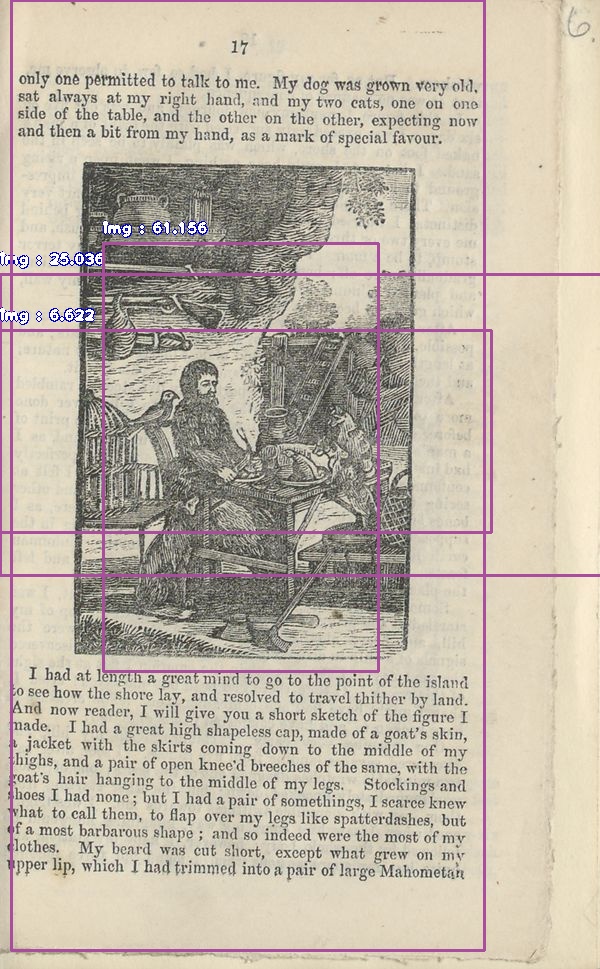 6
17
only one permitted to talk to me. My dog was grown very old,
sat always at my right hand, and my two cats, one on one
side of the table, and the other on the other, expecting now
and then a bit from my hand, as a mark of special favour.
Img : 61.156
Img : 25.036
Img : 6.622
I had at length a great mind to go to the point of the island
to see how the shore lay, and resolved to travel thither by land.
And now reader, I will give you a short sketch of the figure I
made. I had a great high shapeless cap, made of a goat's skin,
a jacket with the skirts coming down to the middle of my
thighs, and a pair of open knee'd breeches of the same, with the
goat's hair hanging to the middle of my legs. Stockings and
shoes I had none; but I had a pair of somethings, I scarce knew
what to call them, to flap over my legs like spatterdashes, but
of a most barbarous shape; and so indeed were the most of my
clothes. My beard was cut short, except what grew on my
upper lip, which I had trimmed into a pair of large Mahometan